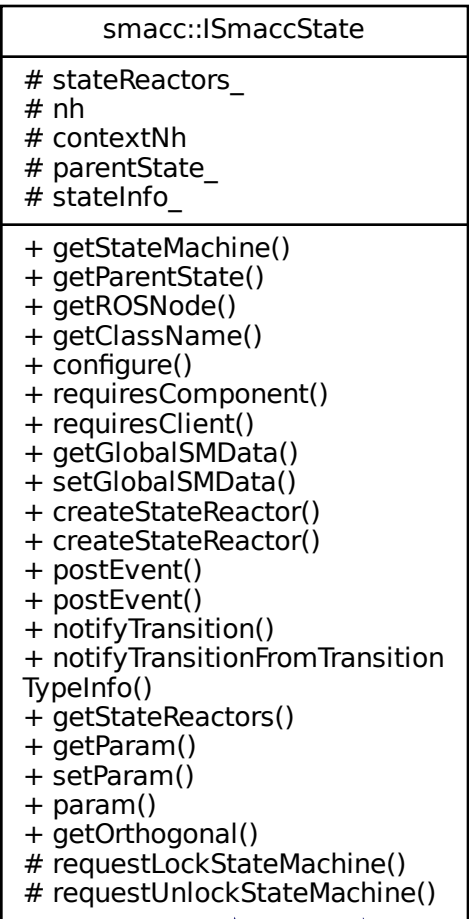 smacc::ISmaccState
# stateReactors_
# nh
# contextNh
# parentState_
# stateInfo_
+ getStateMachine()
+ getParentState()
+ getROSNode()
+ getClassName()
+ configure()
+ requiresComponent()
+ requiresClient()
+ getGlobalSMData()
+ setGlobalSMData()
+ createStateReactor()
+ createStateReactor()
+ postEvent()
+ postEvent()
+ notifyTransition()
+ notifyTransitionFromTransition
TypeInfo()
+ getStateReactors()
+ getParam()
+ setParam()
+ param()
+ getOrthogonal()
# requestLockStateMachine()
# requestUnlockStateMachine()